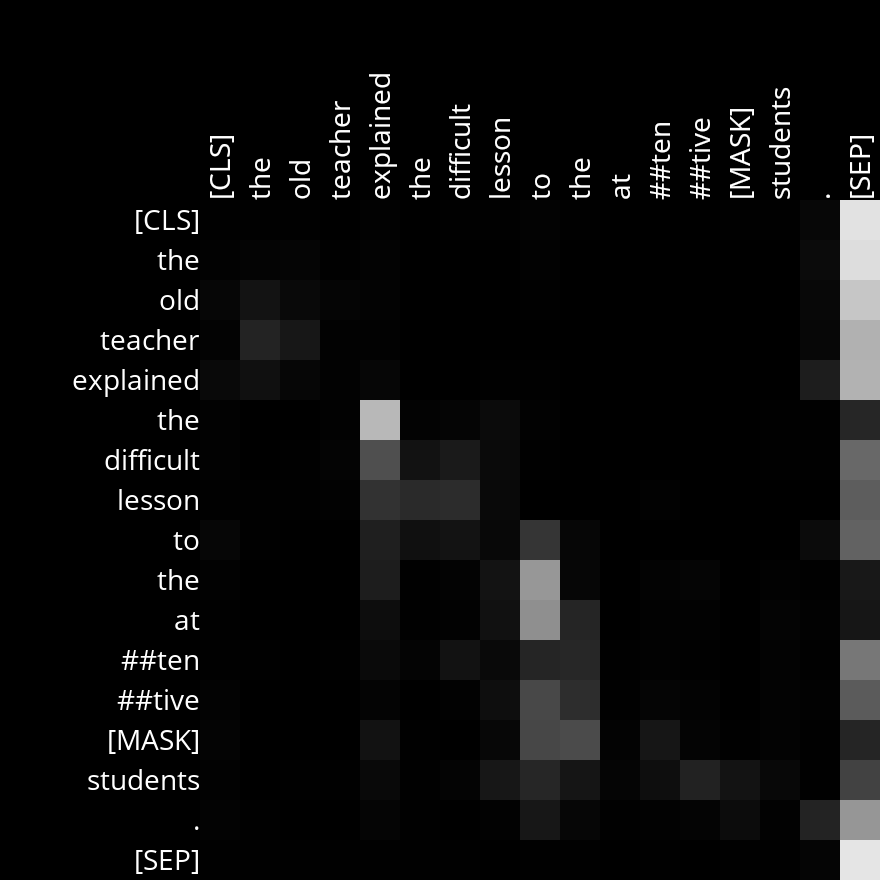 [CLS] the old teacher explained the difficult lesson to the at ##ten ##tive [MASK] students . [SEP]
[CLS]
the
old
teacher
explained
the
difficult
lesson
to
the
at
##ten
##tive
[MASK]
students
.
[SEP]